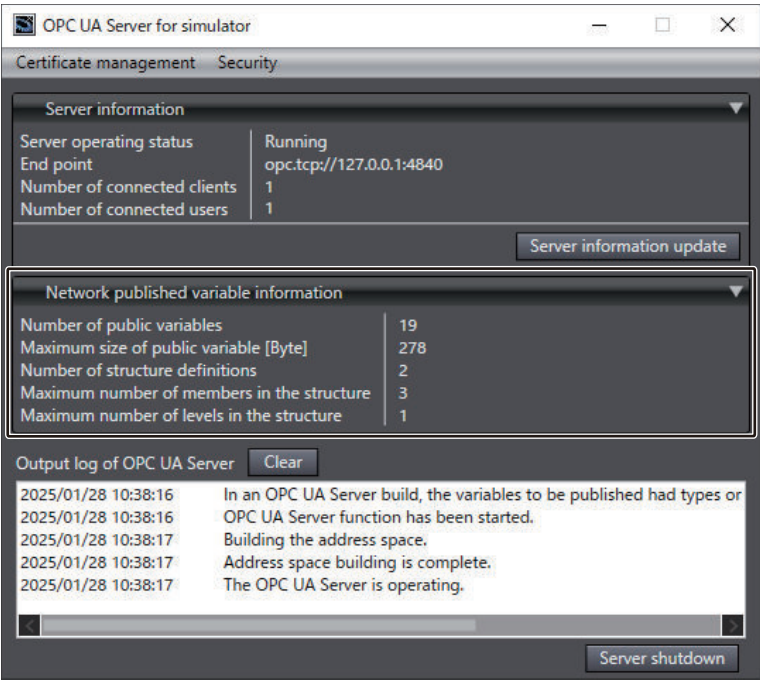 OPC UA Server for simulator
Certificate management Security
Server information
Server operating status Running
End point opc.tcp://127.0.0.1:4840
Number of connected clients 1
Number of connected users 1
Server information update
Network published variable information
Number of public variables 19
Maximum size of public variable [Byte] 278
Number of structure definitions 2
Maximum number of members in the structure 3
Maximum number of levels in the structure 1
Output log of OPC UA Server Clear
2025/01/28 10:38:16 In an OPC UA Server build, the variables to be published had types or
2025/01/28 10:38:16 OPC UA Server function has been started.
2025/01/28 10:38:17 Building the address space.
2025/01/28 10:38:17 Address space building is complete.
2025/01/28 10:38:17 The OPC UA Server is operating.
Server shutdown